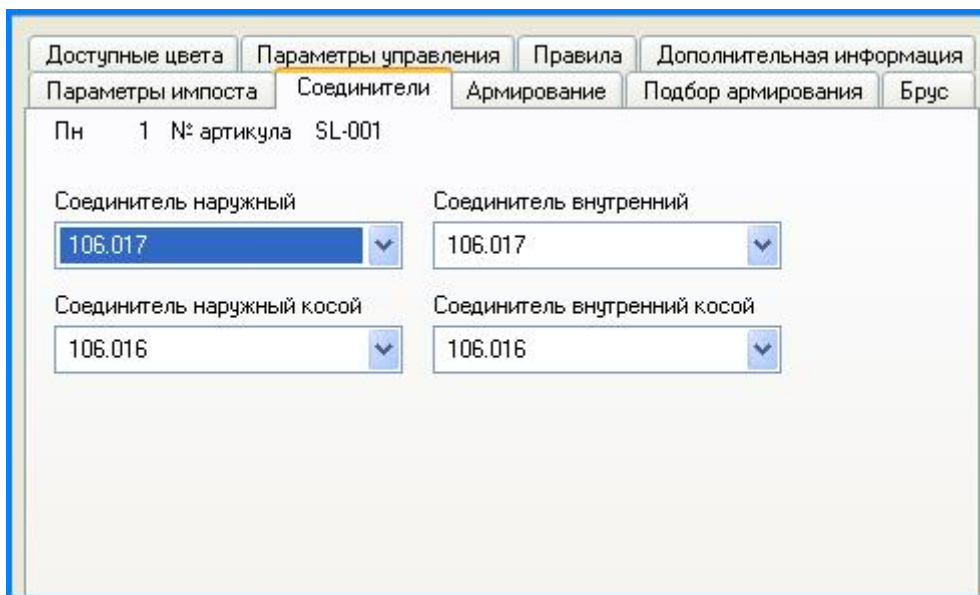 Доступные цвета Параметры управления Правила Дополнительная информация
Параметры импоста Соединители Армирование Подбор армирования Брус
Пн 1 № артикула SL-001
Соединитель наружный Соединитель внутренний
106.017 106.017
Соединитель наружный косой Соединитель внутренний косой
106.016 106.016